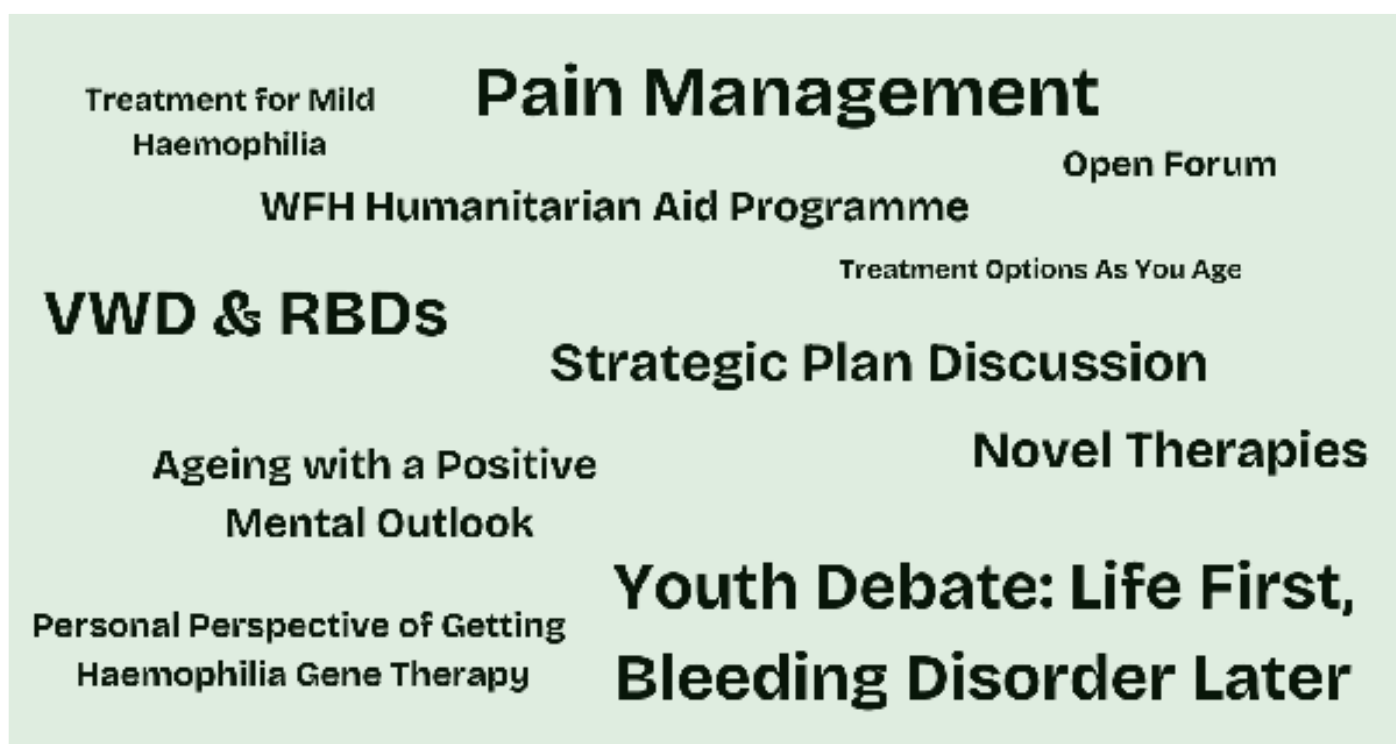 Treatment for Mild
Haemophilia
Pain Management
Open Forum
WFH Humanitarian Aid Programme
Treatment Options As You Age
VWD & RBDs
Strategic Plan Discussion
Novel Therapies
Ageing with a Positive
Mental Outlook
Youth Debate: Life First,
Bleeding Disorder Later
Personal Perspective of Getting
Haemophilia Gene Therapy